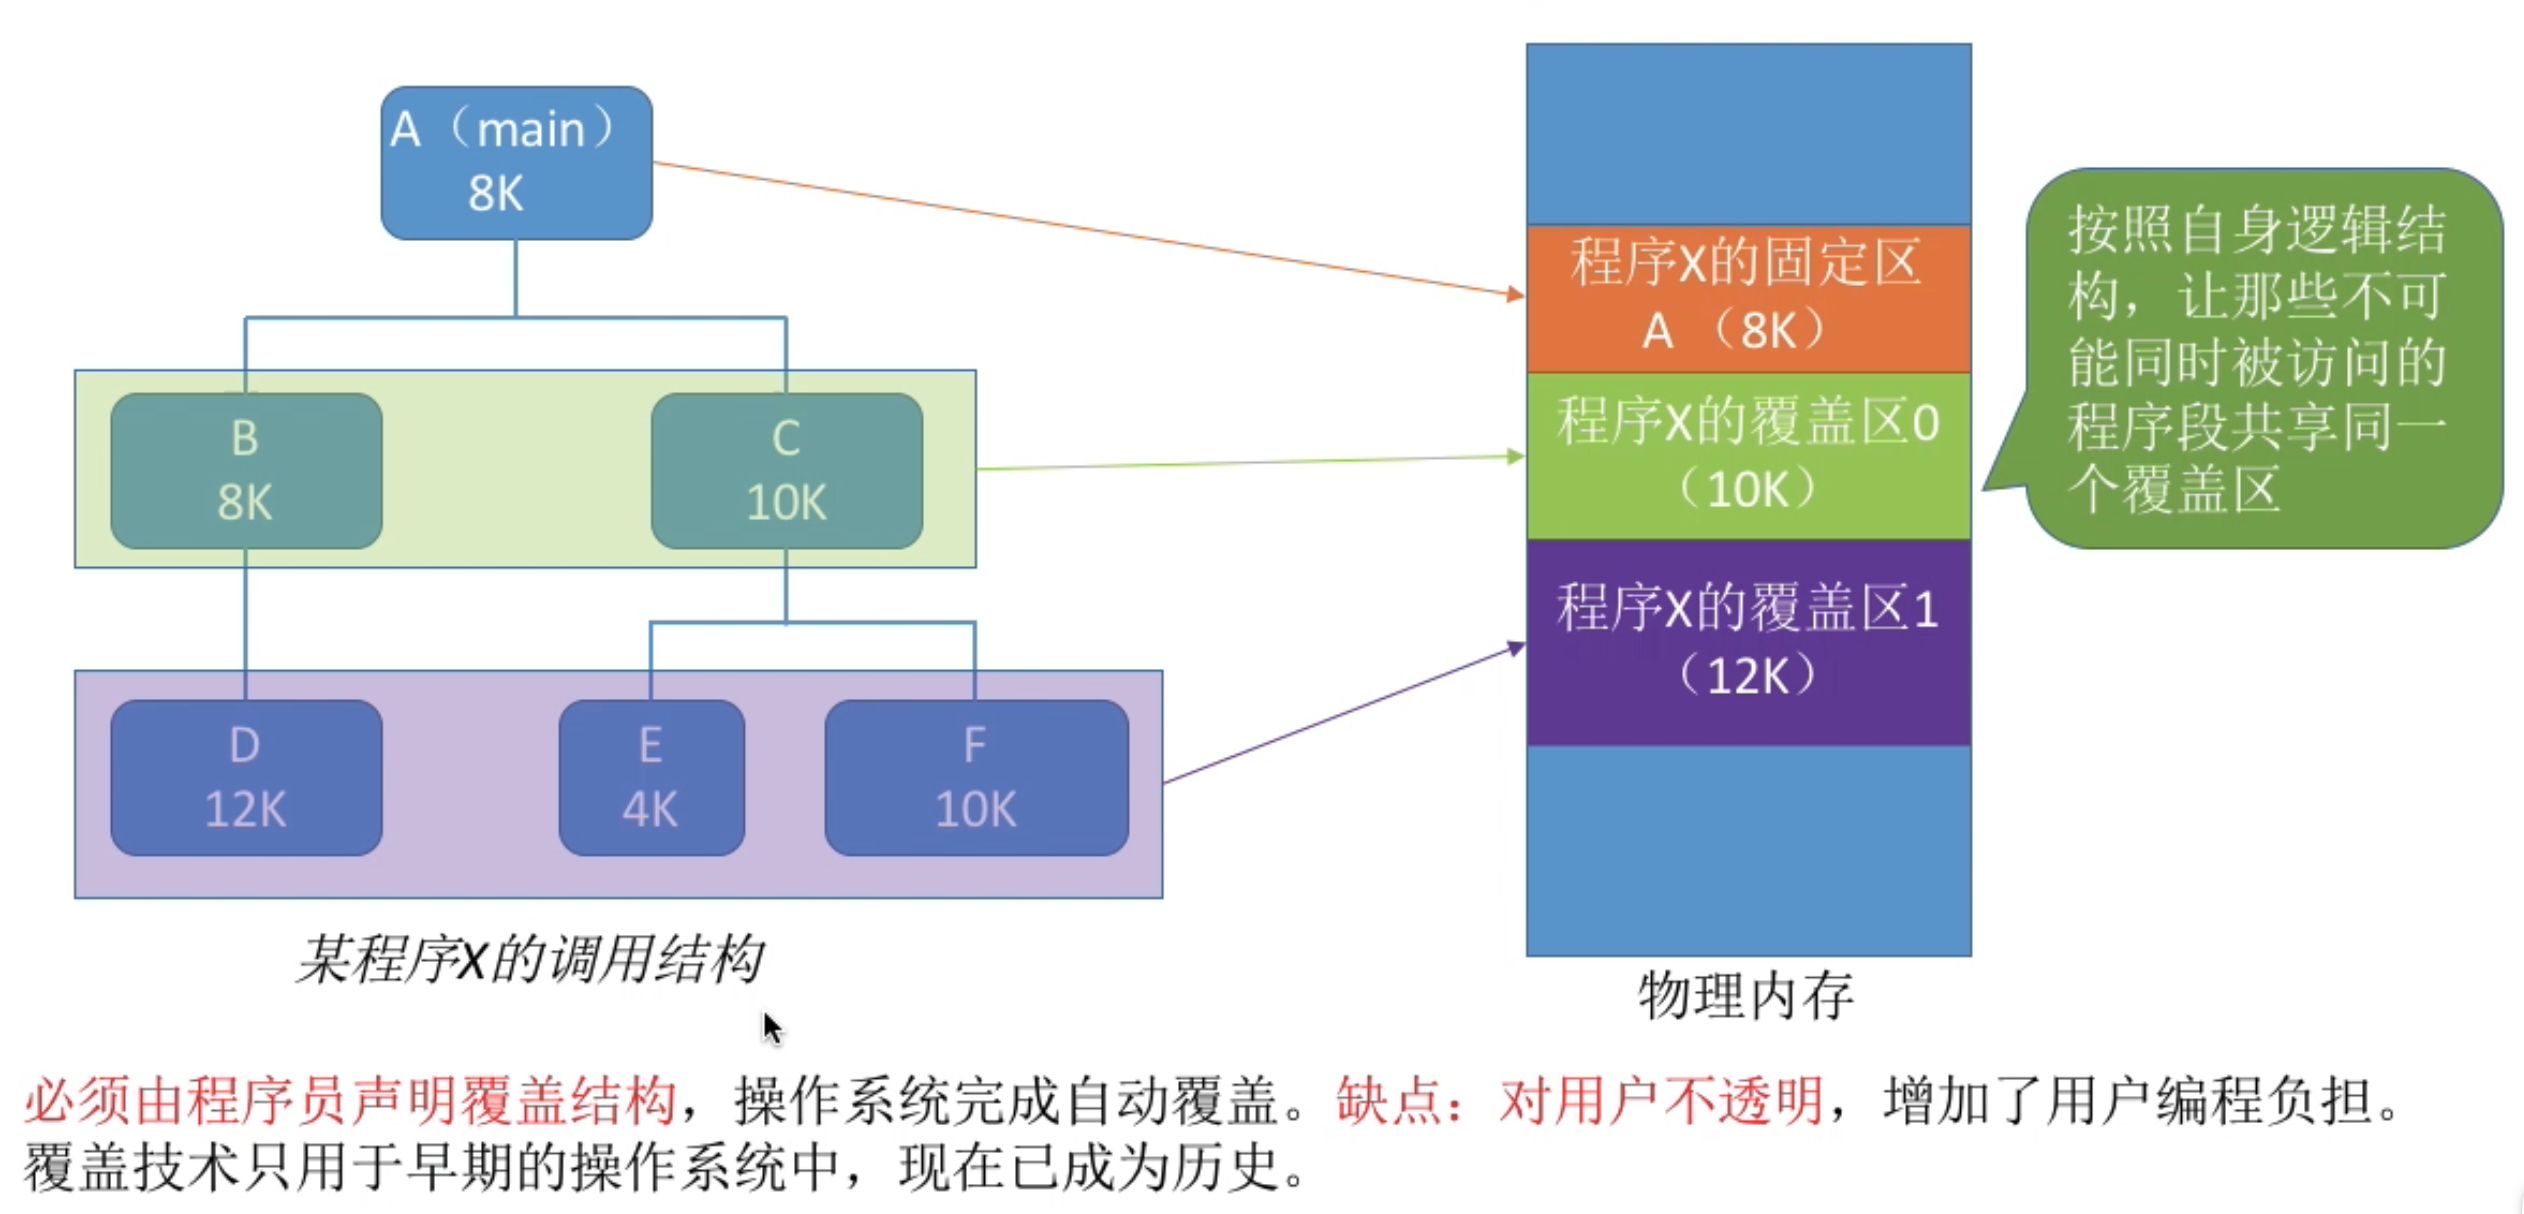 A（main）
8K
B
8K
C
10K
D
12K
E
4K
F
10K
某程序X的调用结构
程序X的固定区
A （8K）
程序X的覆盖区0
（10K）
程序X的覆盖区1
（12K）
物理内存
按照自身逻辑结
构，让那些不可
能同时被访问的
程序段共享同一
个覆盖区
必须由程序员声明覆盖结构，操作系统完成自动覆盖。缺点：对用户不透明，增加了用户编程负担。
覆盖技术只用于早期的操作系统中，现在已成为历史。